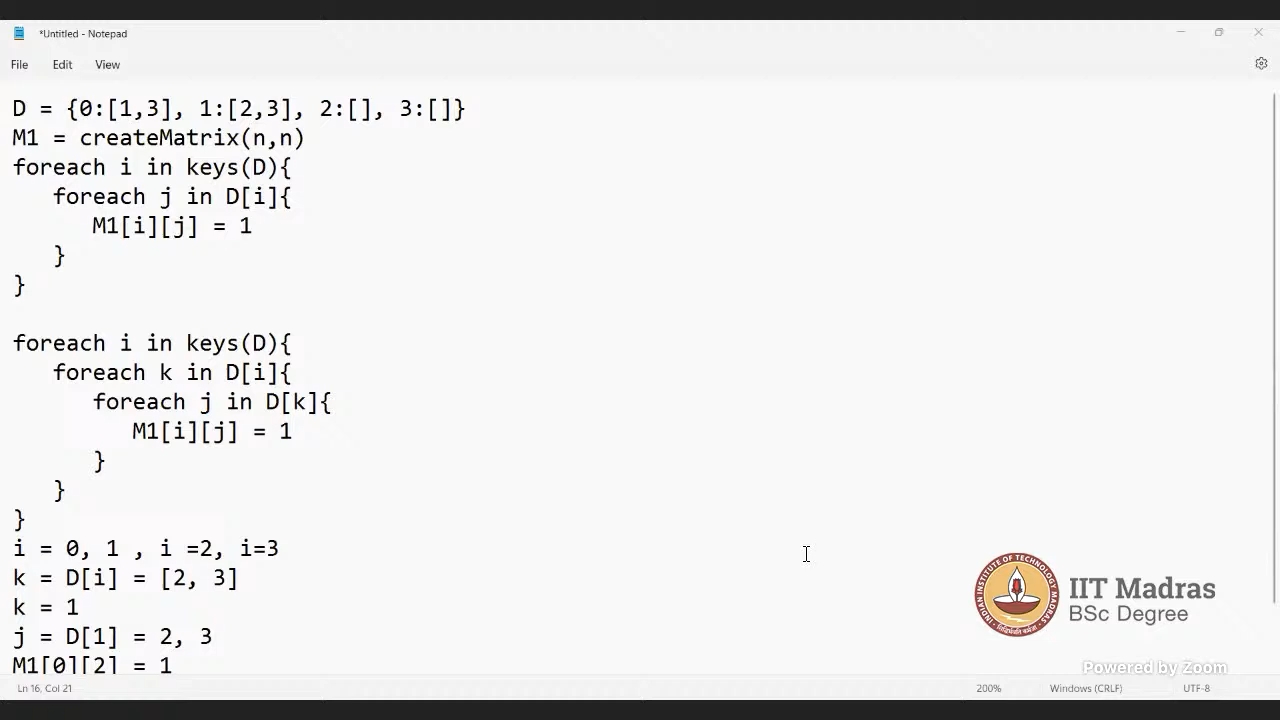 *Untitled - Notepad
File Edit View
D = {0:[1,3], 1:[2,3], 2:[], 3:[]}
M1 = createMatrix(n,n)
foreach i in keys(D){
foreach j in D[i]{
M1[i][j] = 1
}
}
foreach i in keys(D){
foreach k in D[i]{
foreach j in D[k]{
M1[i][j] = 1
}
}
}
i = 0, 1 , i =2, i=3
k = D[i] = [2, 3]
k = 1
j = D[1] = 2, 3
M1[0][2] = 1
IIT Madras
BSc Degree
Powered by Zoom
Ln 16, Col 21 200% Windows (CRLF) UTF-8